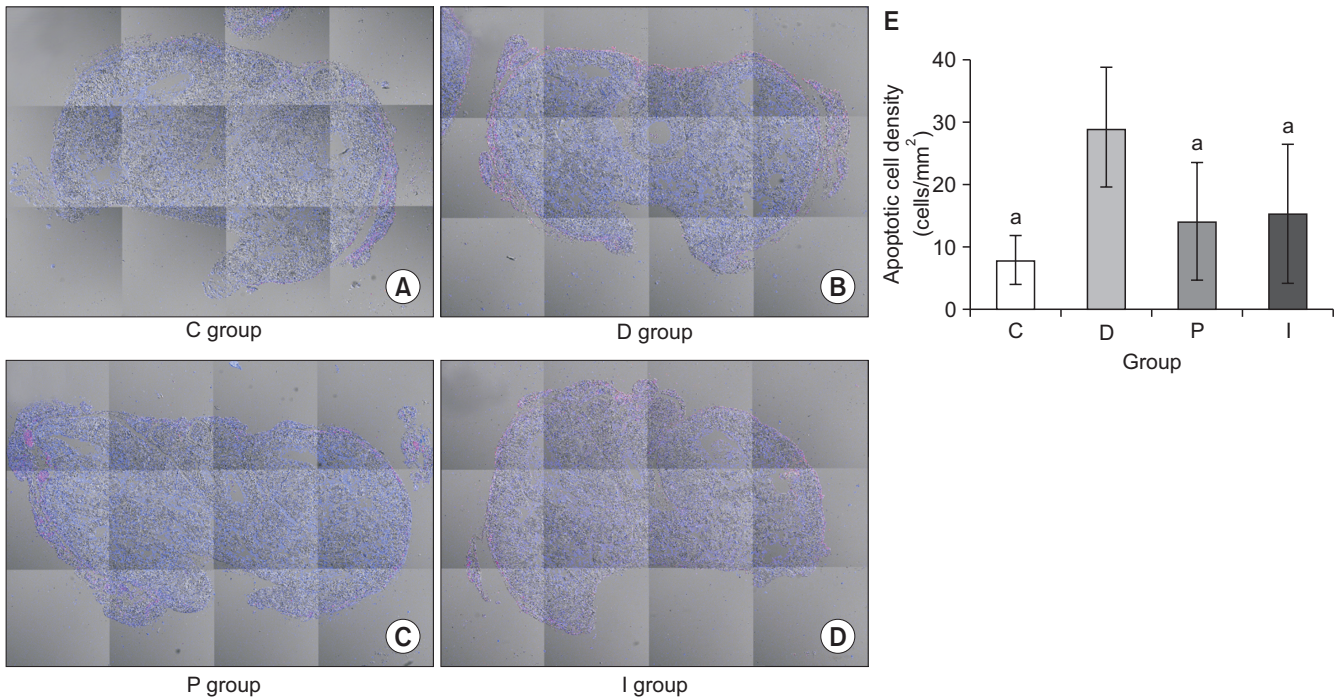 A
C group
B
D group
C
P group
D
I group
E
Apoptotic cell density
(cells/mm²)
40
30
20
10
0
a
a
a
C
D
P
I
Group